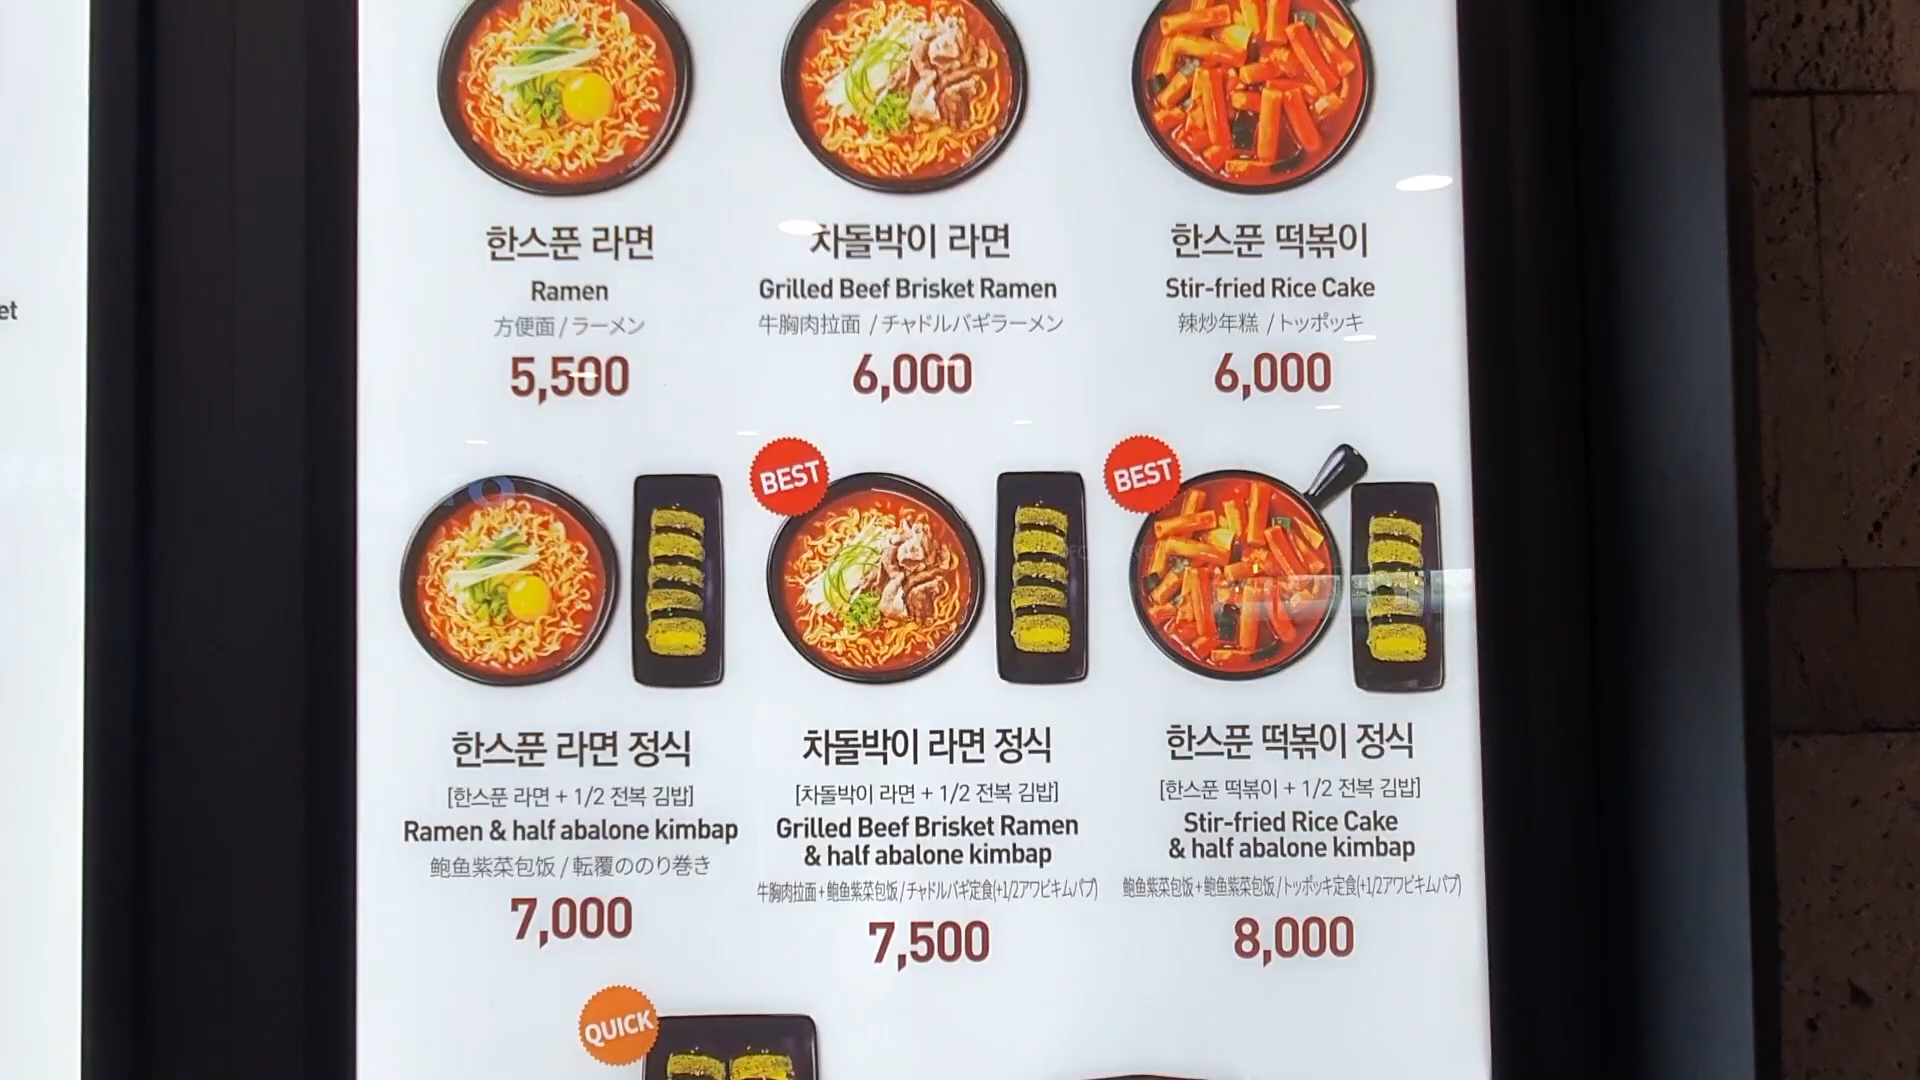 et
한스푼 라면
Ramen
方便面 / ラーメン
5,500
차돌박이 라면
Grilled Beef Brisket Ramen
牛胸肉拉面 / チャドルバギラーメン
6,000
한스푼 떡볶이
Stir-fried Rice Cake
辣炒年糕 / トッポッキ
6,000
한스푼 라면 정식
[한스푼 라면 + 1/2 전복 김밥]
Ramen & half abalone kimbap
鲍鱼紫菜包饭 / 転覆ののり巻き
7,000
BEST
차돌박이 라면 정식
[차돌박이 라면 + 1/2 전복 김밥]
Grilled Beef Brisket Ramen
& half abalone kimbap
牛胸肉拉面 + 鲍鱼紫菜包饭 / チャドルバギ定食(+1/2アワビキムパプ)
7,500
BEST
한스푼 떡볶이 정식
[한스푼 떡볶이 + 1/2 전복 김밥]
Stir-fried Rice Cake
& half abalone kimbap
鲍鱼紫菜包饭 + 鲍鱼紫菜包饭 / トッポッキ定食(+1/2アワビキムパプ)
8,000
QUICK